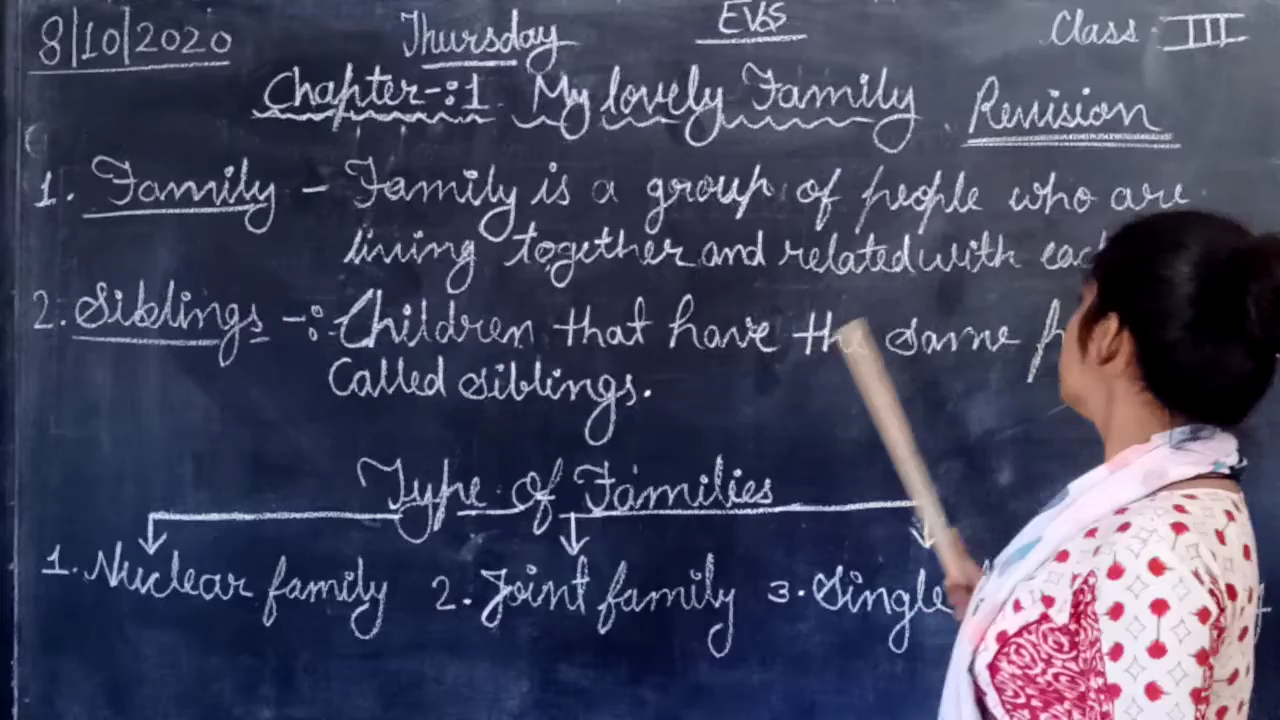 8/10/2020 Thursday EVS Class III
Chapter-:1 My lovely Family Revision
1. Family - Family is a group of people who are
living together and related with
2. Siblings -: Children that have the same
Called siblings.
Type of Families
1. Nuclear family 2. Joint family 3. Single